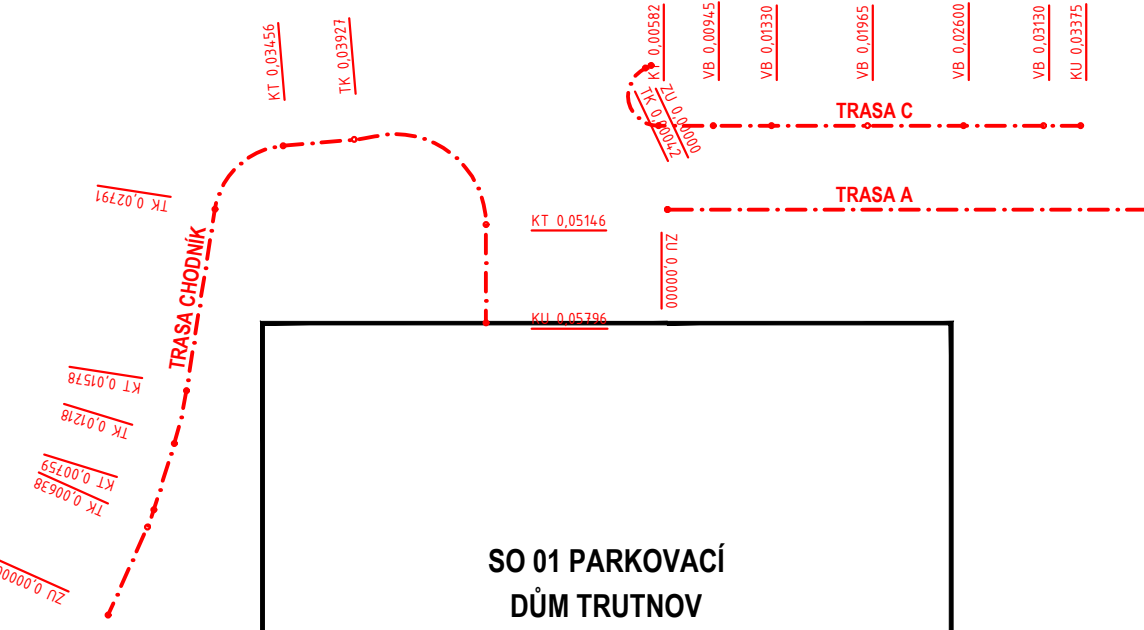 KT 0,03456
TK 0,03927
KT 0,00582
VB 0,00945
VB 0,01330
VB 0,01965
VB 0,02600
VB 0,03130
KU 0,03375
ZU 0,00000
TK 0,00042
TRASA C
TRASA A
ZU 0,00000
TK 0,02791
KT 0,05146
KU 0,05796
TRASA CHODNÍK
KT 0,01578
TK 0,01218
KT 0,00759
TK 0,00638
ZU 0,00000
SO 01 PARKOVACÍ
DŮM TRUTNOV